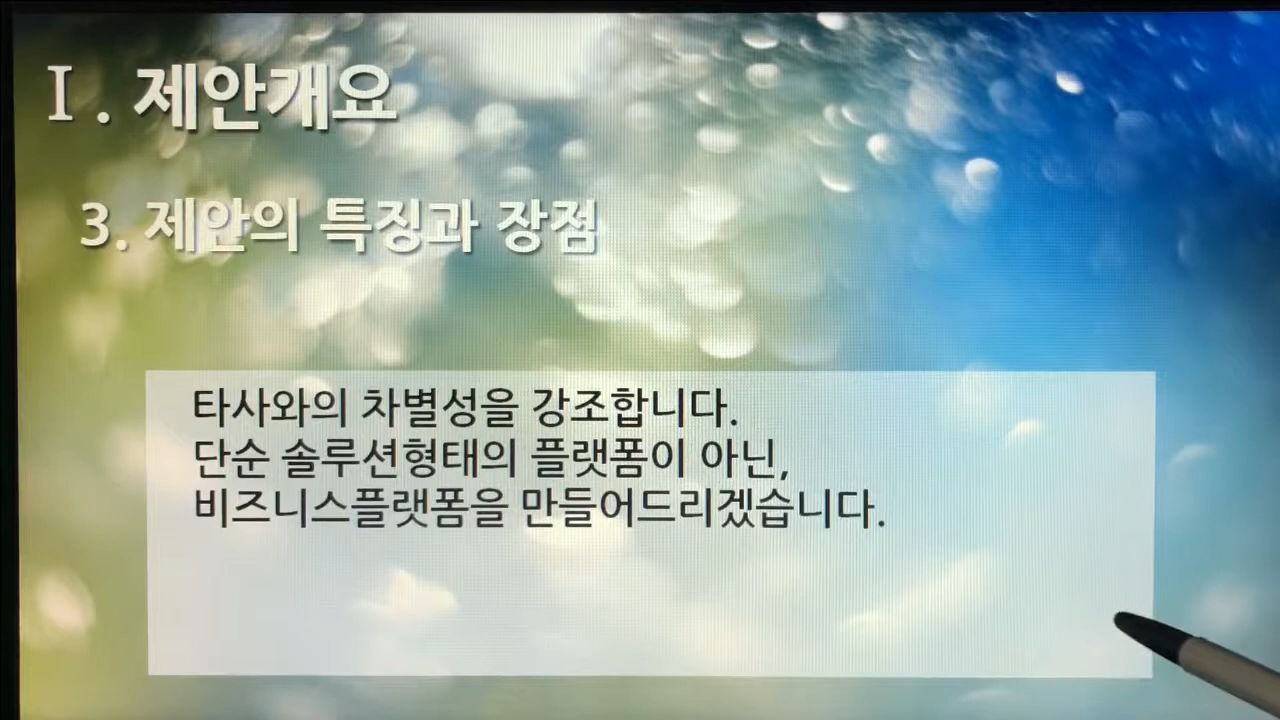 Ⅰ. 제안개요
3. 제안의 특징과 장점
타사와의 차별성을 강조합니다.
단순 솔루션형태의 플랫폼이 아닌,
비즈니스플랫폼을 만들어드리겠습니다.